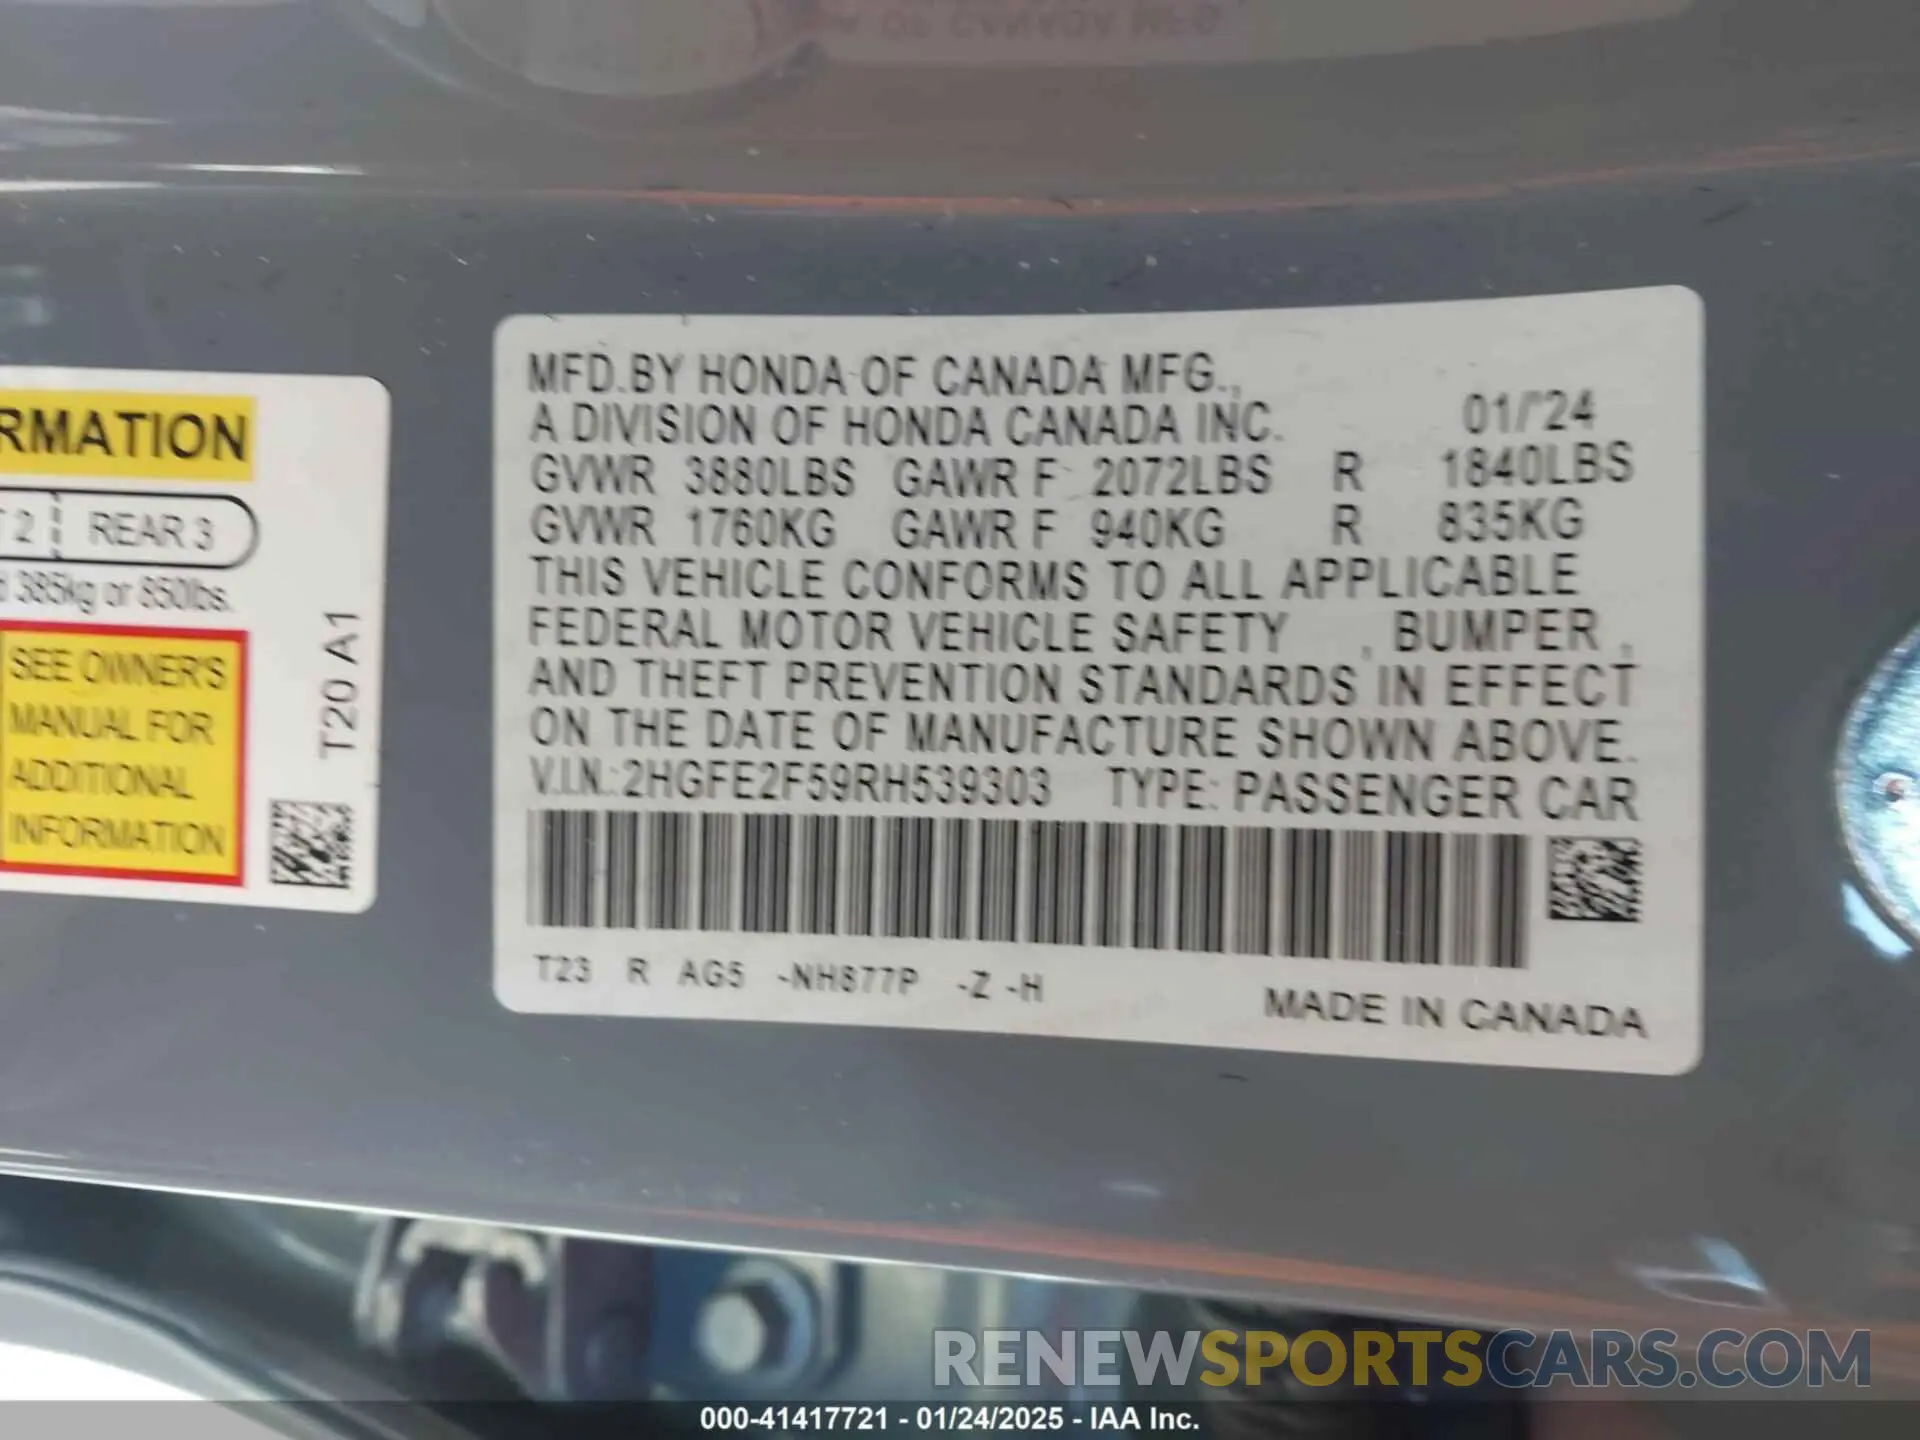 OF CANADA MFG
RMATION
T 2 REAR 3
385kg or 850lbs.
SEE OWNER'S
MANUAL FOR
ADDITIONAL
INFORMATION
T20 A1
MFD.BY HONDA OF CANADA MFG.,
A DIVISION OF HONDA CANADA INC. 01/'24
GVWR 3880LBS GAWR F 2072LBS R 1840LBS
GVWR 1760KG GAWR F 940KG R 835KG
THIS VEHICLE CONFORMS TO ALL APPLICABLE
FEDERAL MOTOR VEHICLE SAFETY , BUMPER ,
AND THEFT PREVENTION STANDARDS IN EFFECT
ON THE DATE OF MANUFACTURE SHOWN ABOVE.
V.I.N.:2HGFE2F59RH539303 TYPE: PASSENGER CAR
T23 R AG5 -NH877P -Z -H
MADE IN CANADA
RENEWSPORTSCARS.COM
000-41417721 - 01/24/2025 - IAA Inc.